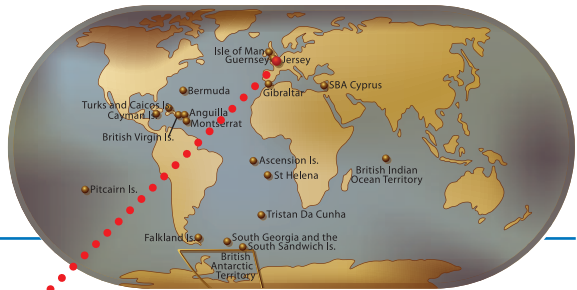 Isle of Man
Guernsey
Jersey
Bermuda
Gibraltar
SBA Cyprus
Turks and Caicos Is.
Cayman Is.
Anguilla
Montserrat
British Virgin Is.
Ascension Is.
British Indian
Ocean Territory
St Helena
Pitcairn Is.
Tristan Da Cunha
Falkland Is.
South Georgia and the
South Sandwich Is.
British
Antarctic
Territory